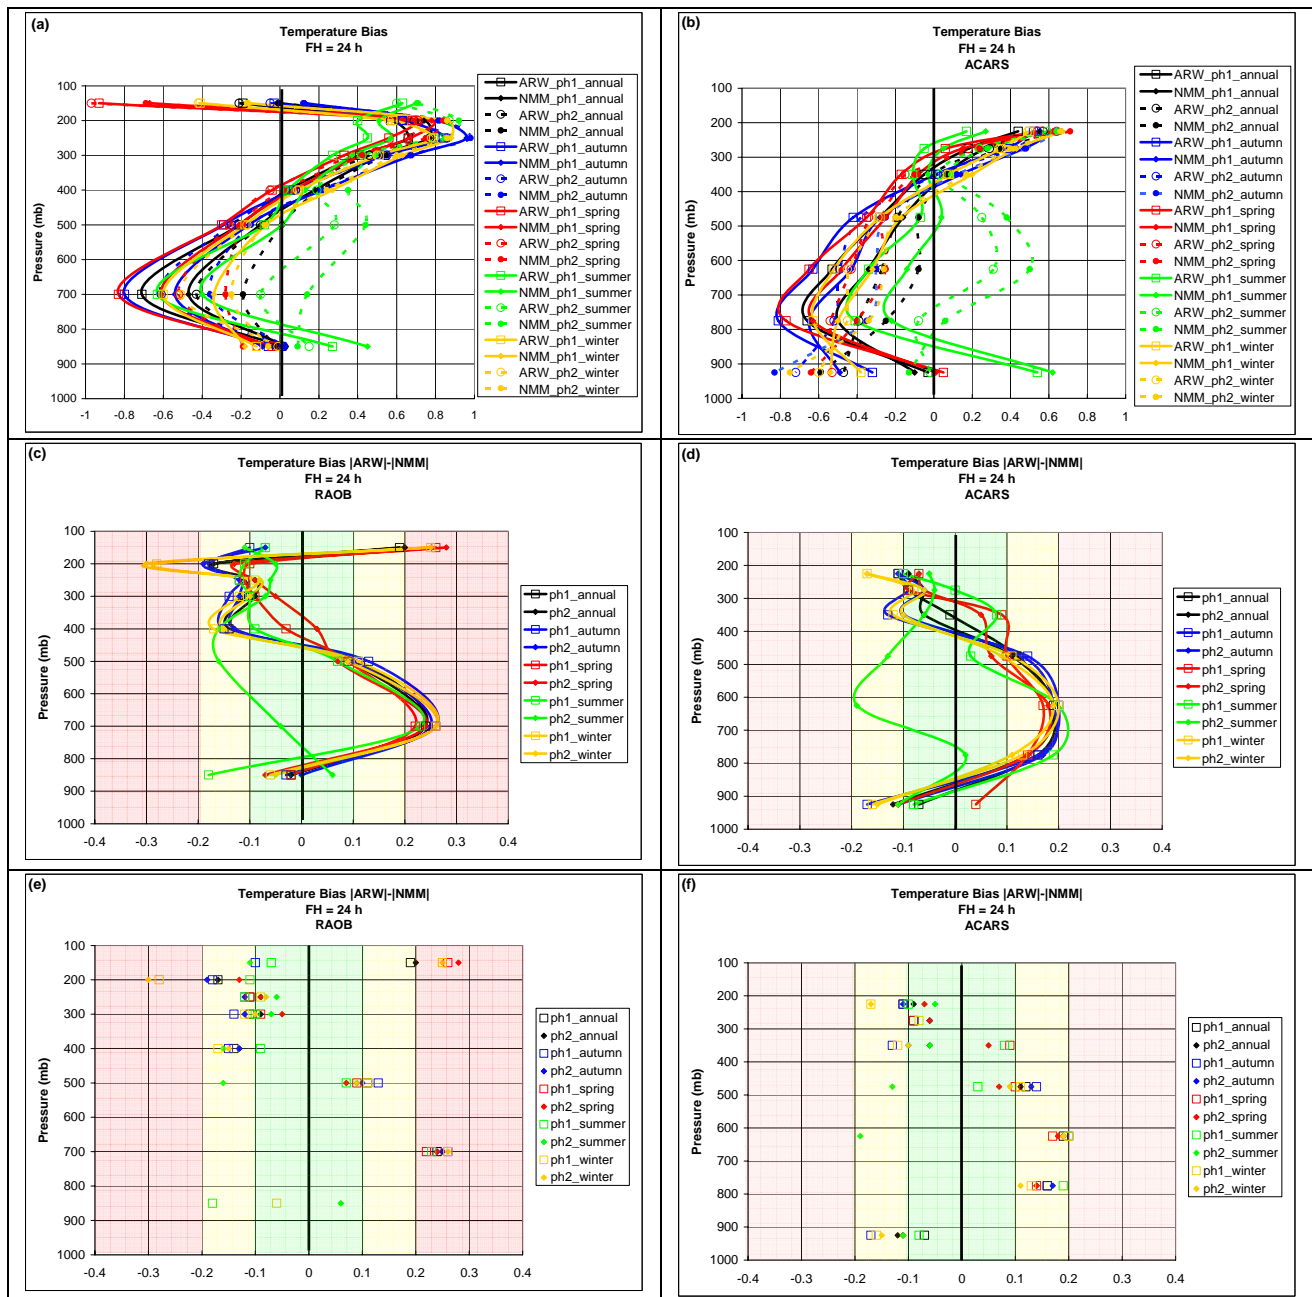 (a)
Temperature Bias
FH = 24 h
100
200
300
400
500
600
700
800
900
1000
Pressure (mb)
-1 -0.8 -0.6 -0.4 -0.2 0 0.2 0.4 0.6 0.8 1
ARW_ph1_annual
NMM_ph1_annual
ARW_ph2_annual
NMM_ph2_annual
ARW_ph1_autumn
NMM_ph1_autumn
ARW_ph2_autumn
NMM_ph2_autumn
ARW_ph1_spring
NMM_ph1_spring
ARW_ph2_spring
NMM_ph2_spring
ARW_ph1_summer
NMM_ph1_summer
ARW_ph2_summer
NMM_ph2_summer
ARW_ph1_winter
NMM_ph1_winter
ARW_ph2_winter
NMM_ph2_winter
(b)
Temperature Bias
FH = 24 h
ACARS
100
200
300
400
500
600
700
800
900
1000
Pressure (mb)
-1 -0.8 -0.6 -0.4 -0.2 0 0.2 0.4 0.6 0.8 1
ARW_ph1_annual
NMM_ph1_annual
ARW_ph2_annual
NMM_ph2_annual
ARW_ph1_autumn
NMM_ph1_autumn
ARW_ph2_autumn
NMM_ph2_autumn
ARW_ph1_spring
NMM_ph1_spring
ARW_ph2_spring
NMM_ph2_spring
ARW_ph1_summer
NMM_ph1_summer
ARW_ph2_summer
NMM_ph2_summer
ARW_ph1_winter
NMM_ph1_winter
ARW_ph2_winter
NMM_ph2_winter
(c)
Temperature Bias |ARW|-|NMM|
FH = 24 h
RAOB
100
200
300
400
500
600
700
800
900
1000
Pressure (mb)
-0.4 -0.3 -0.2 -0.1 0 0.1 0.2 0.3 0.4
ph1_annual
ph2_annual
ph1_autumn
ph2_autumn
ph1_spring
ph2_spring
ph1_summer
ph2_summer
ph1_winter
ph2_winter
(d)
Temperature Bias |ARW|-|NMM|
FH = 24 h
ACARS
100
200
300
400
500
600
700
800
900
1000
Pressure (mb)
-0.4 -0.3 -0.2 -0.1 0 0.1 0.2 0.3 0.4
ph1_annual
ph2_annual
ph1_autumn
ph2_autumn
ph1_spring
ph2_spring
ph1_summer
ph2_summer
ph1_winter
ph2_winter
(e)
Temperature Bias |ARW|-|NMM|
FH = 24 h
RAOB
100
200
300
400
500
600
700
800
900
1000
Pressure (mb)
-0.4 -0.3 -0.2 -0.1 0 0.1 0.2 0.3 0.4
ph1_annual
ph2_annual
ph1_autumn
ph2_autumn
ph1_spring
ph2_spring
ph1_summer
ph2_summer
ph1_winter
ph2_winter
(f)
Temperature Bias |ARW|-|NMM|
FH = 24 h
ACARS
100
200
300
400
500
600
700
800
900
1000
Pressure (mb)
-0.4 -0.3 -0.2 -0.1 0 0.1 0.2 0.3 0.4
ph1_annual
ph2_annual
ph1_autumn
ph2_autumn
ph1_spring
ph2_spring
ph1_summer
ph2_summer
ph1_winter
ph2_winter